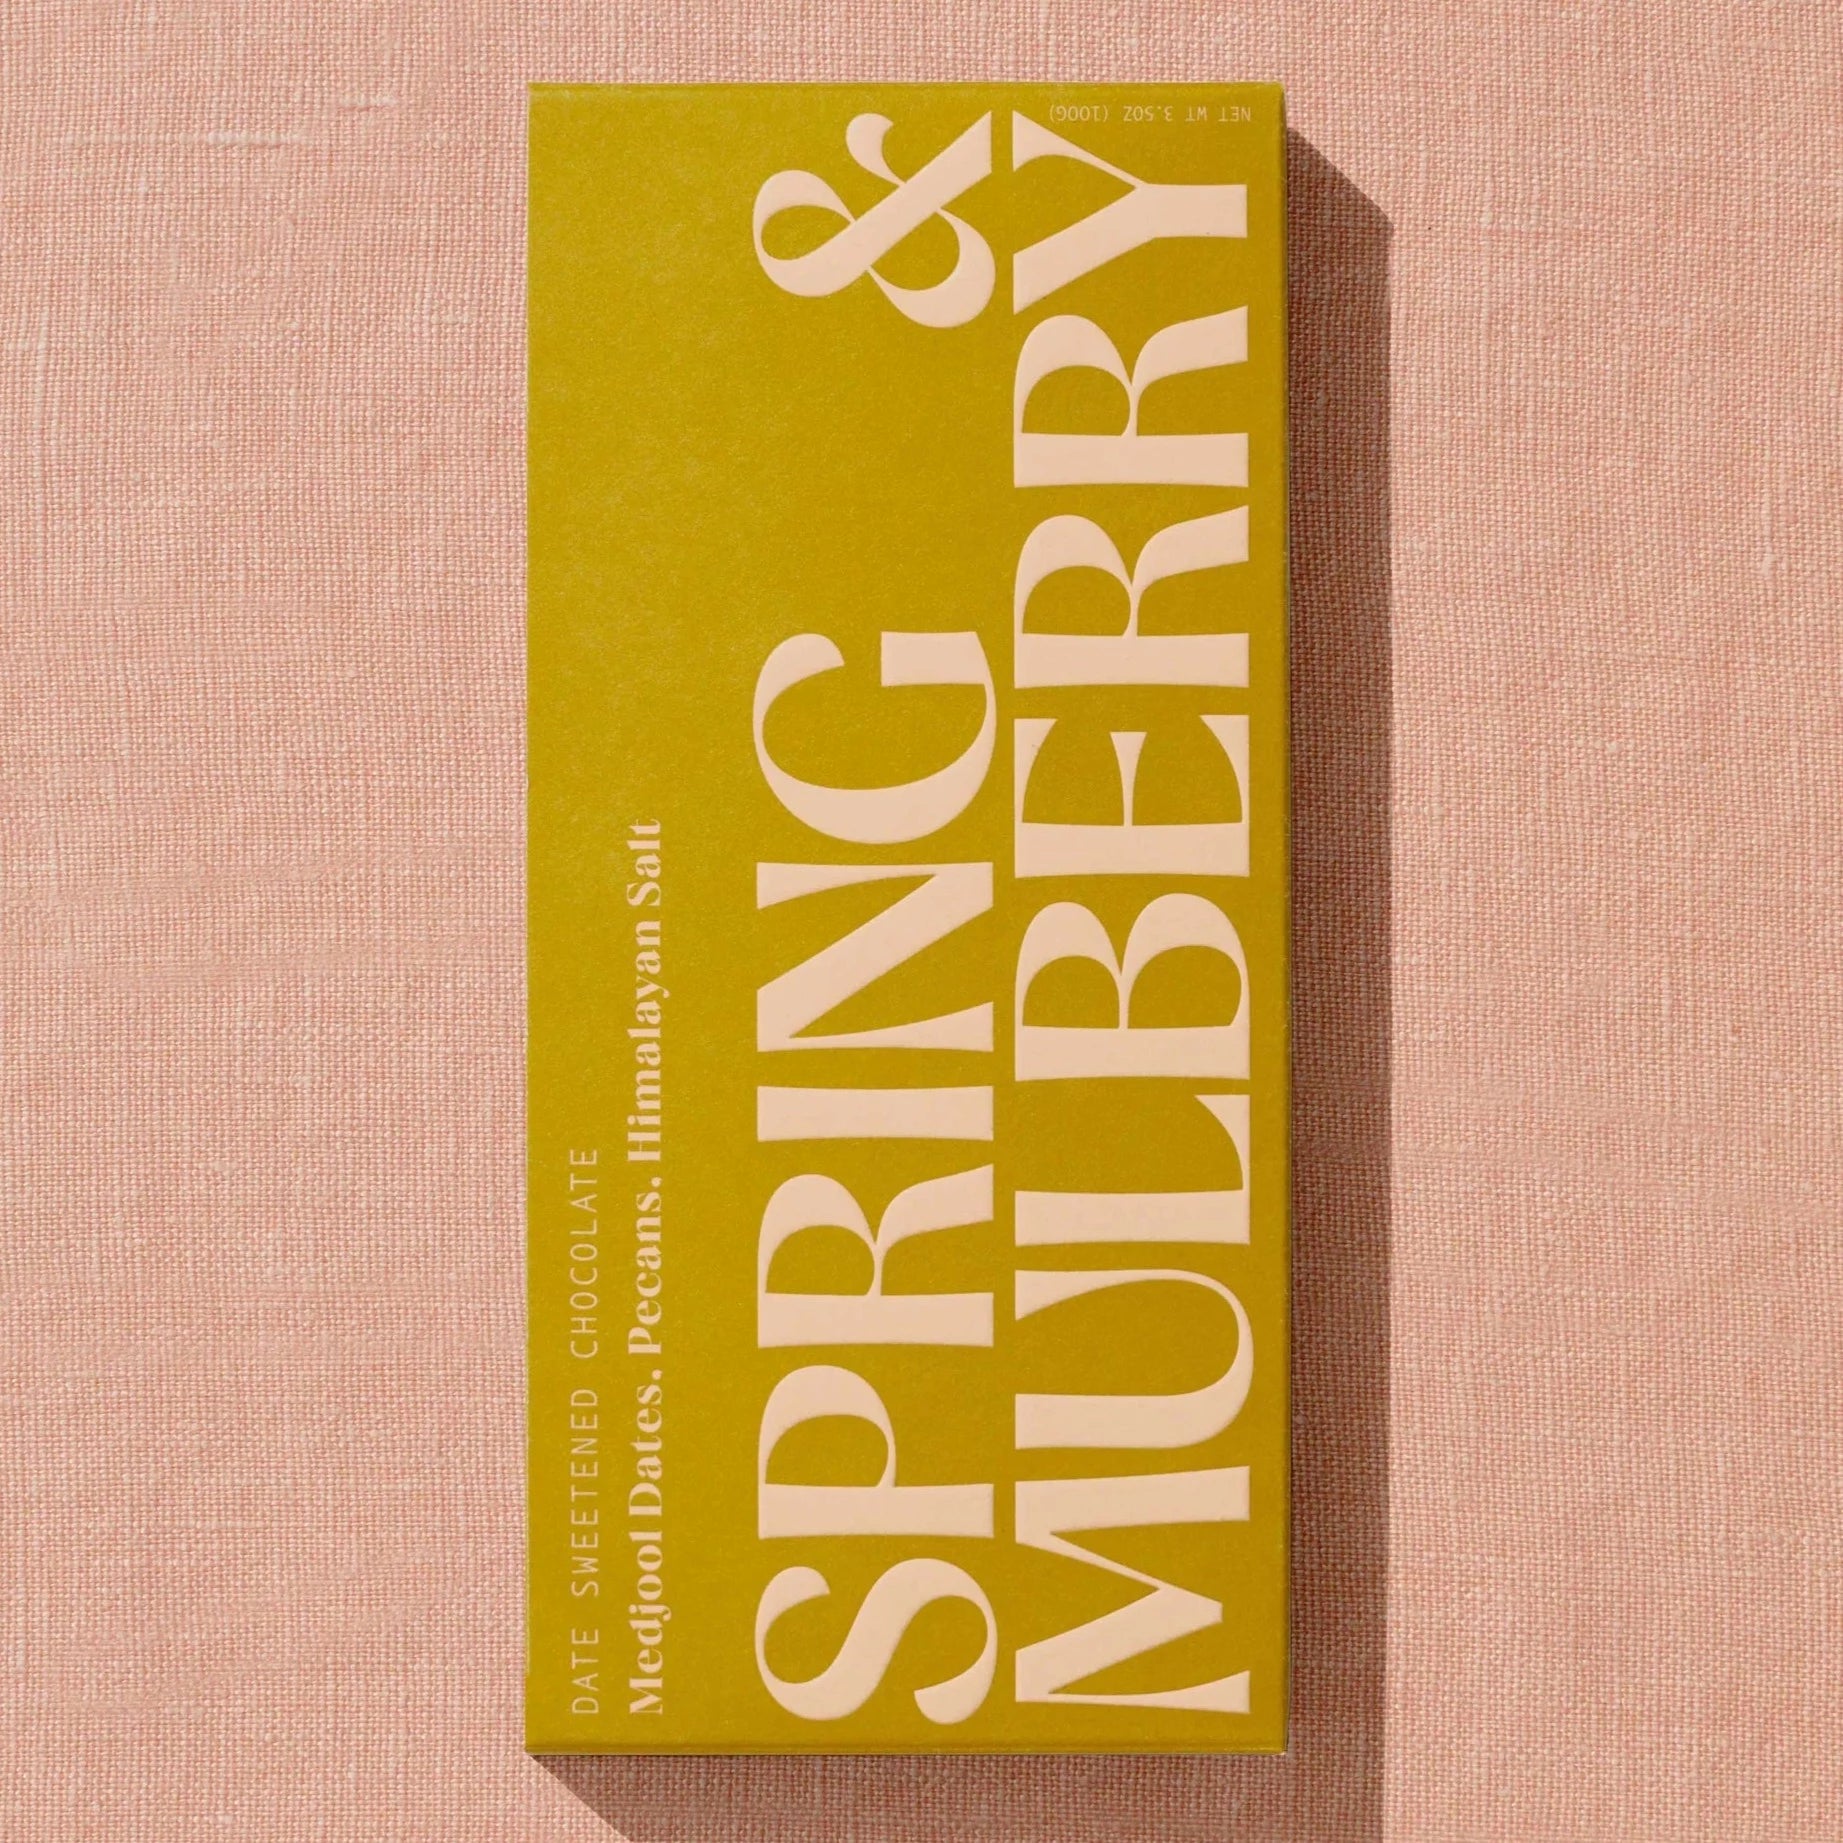 DATE SWEETENED CHOCOLATE
Medjool Dates. Pecans. Himalayan Salt
SPRING &
MULBERRY
NET WT 3.5OZ (100G)